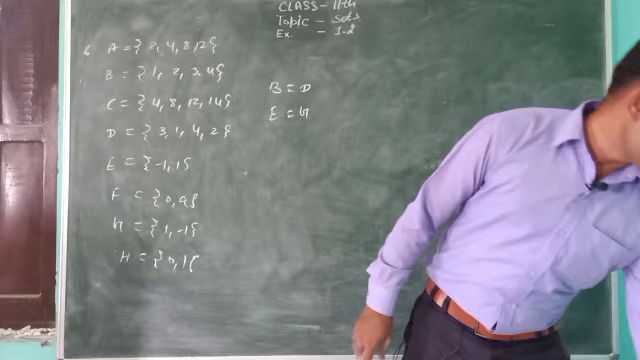 CLASS - 11th
Topic - Sets
Ex. - 1.2
6 A = { 2, 4, 8, 12}
B = { 1, 2, 3, 4}
C = { 4, 8, 12, 14}
D = { 3, 1, 4, 2}
E = { -1, 1}
F = { 0, a}
G = { 1, -1}
H = { 0, 1}
B = D
E = G